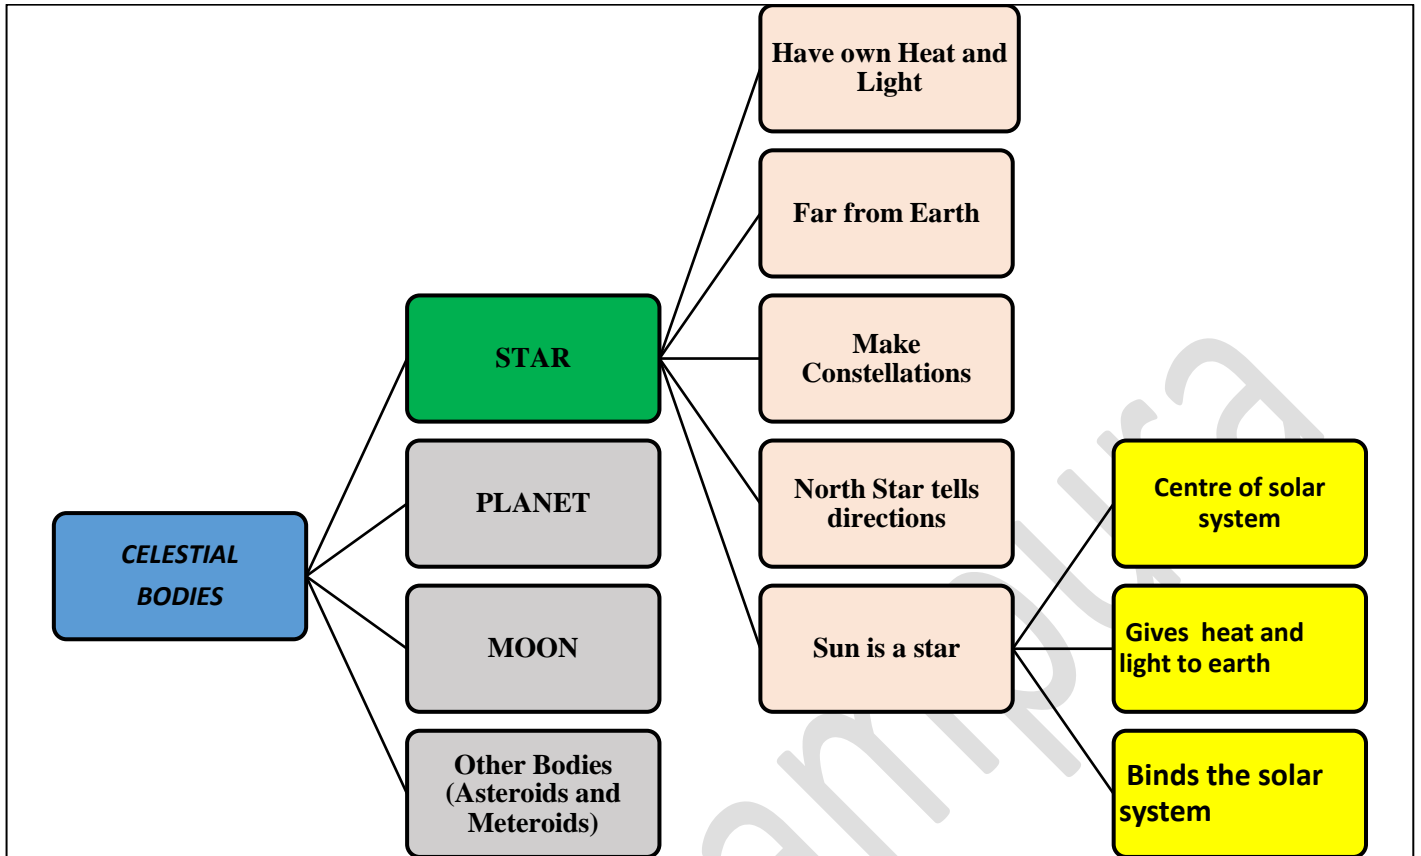 Have own Heat and
Light
Far from Earth
STAR
Make
Constellations
PLANET
North Star tells
directions
Centre of solar
system
CELESTIAL
BODIES
MOON
Sun is a star
Gives heat and
light to earth
Other Bodies
(Asteroids and
Meteroids)
Binds the solar
system